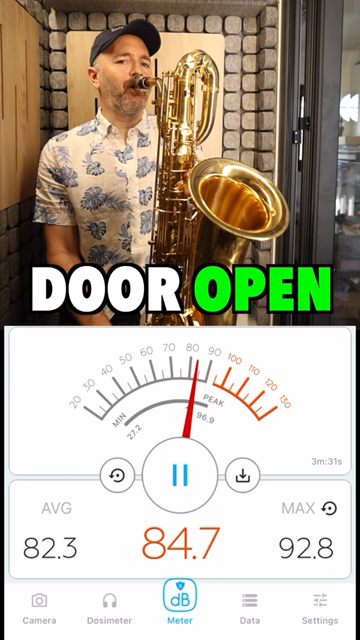 DOOR OPEN
20 30 40 50 60 70 80 90 100 110 120 130
MIN
27.2
PEAK
96.9
3m:31s
AVG
MAX
82.3
84.7
92.8
dB
Camera
Dosimeter
Meter
Data
Settings